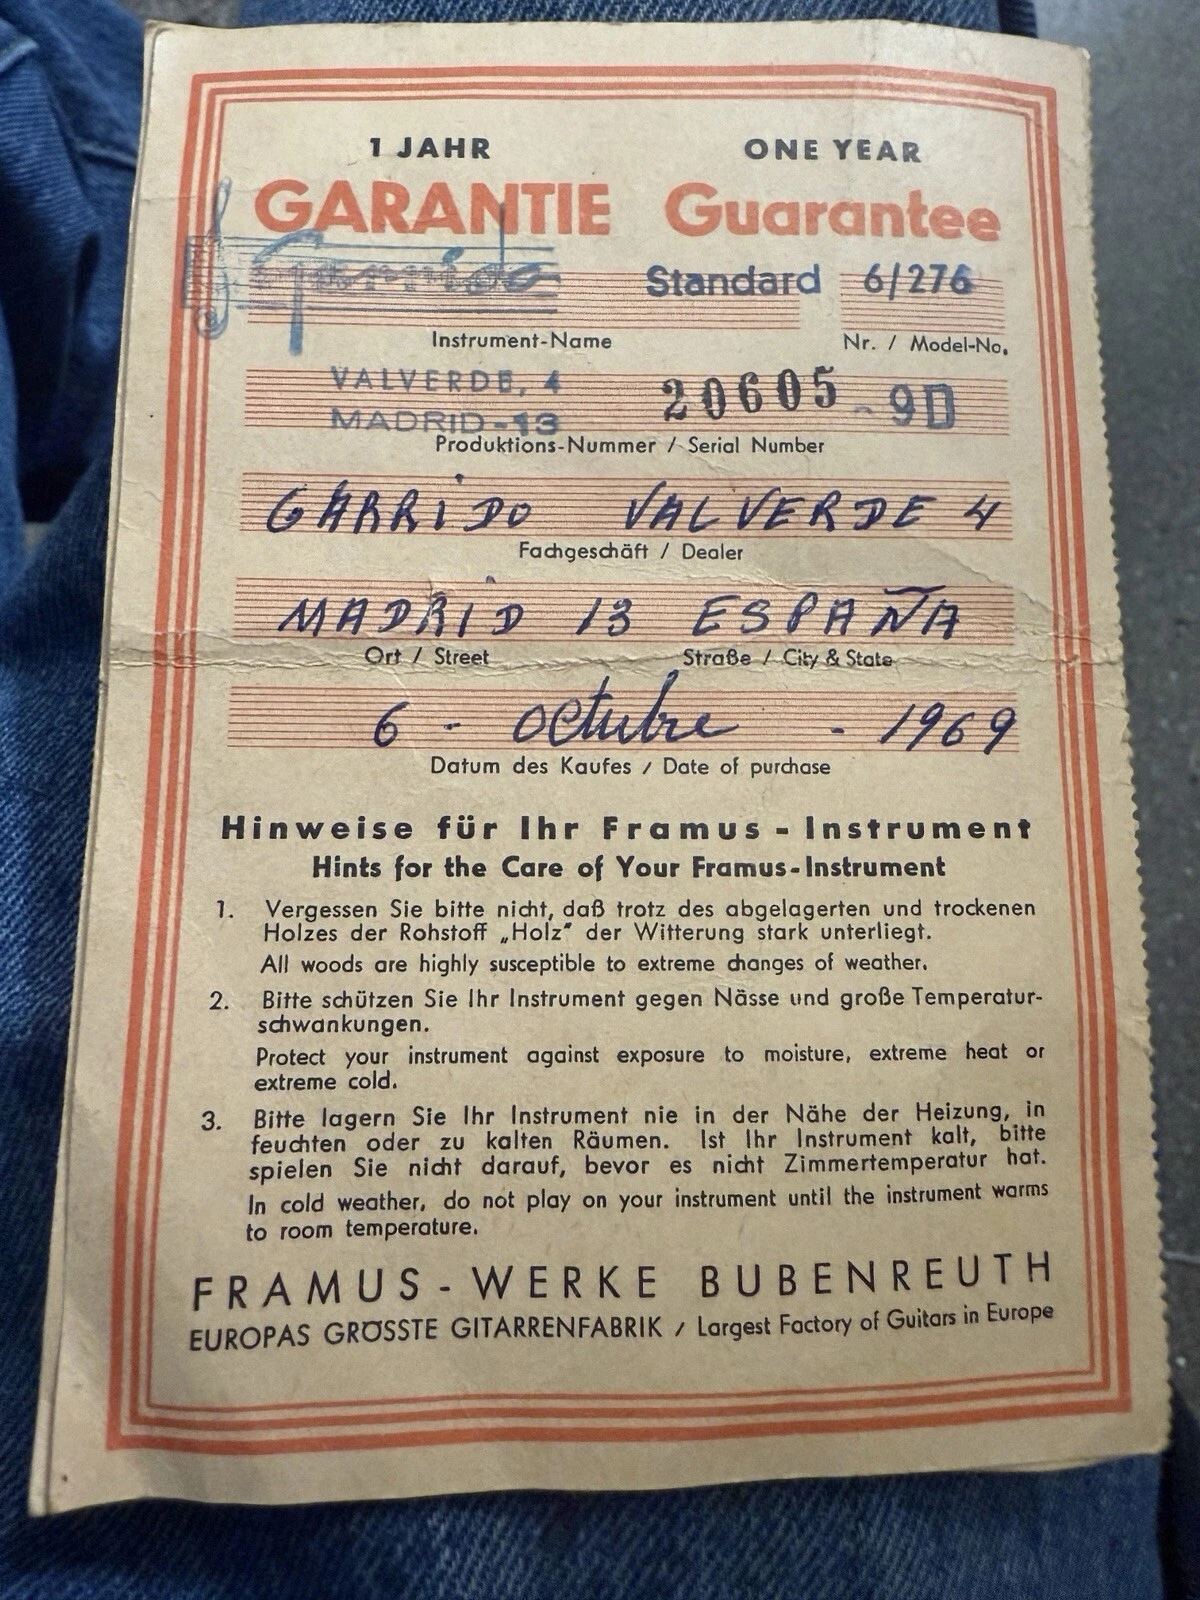 1 JAHR ONE YEAR
GARANTIE Guarantee
Garrido Standard 6/276
Instrument-Name Nr. / Model-No.
VALVERDE, 4 20605 - 9D
MADRID-13
Produktions-Nummer / Serial Number
GARRIDO VALVERDE 4
Fachgeschäft / Dealer
MADRID 13 ESPAÑA
Ort / Street Straße / City & State
6 - octubre - 1969
Datum des Kaufes / Date of purchase
Hinweise für Ihr Framus - Instrument
Hints for the Care of Your Framus-Instrument
1. Vergessen Sie bitte nicht, daß trotz des abgelagerten und trockenen
Holzes der Rohstoff „Holz" der Witterung stark unterliegt.
All woods are highly susceptible to extreme changes of weather.
2. Bitte schützen Sie Ihr Instrument gegen Nässe und große Temperatur-
schwankungen.
Protect your instrument against exposure to moisture, extreme heat or
extreme cold.
3. Bitte lagern Sie Ihr Instrument nie in der Nähe der Heizung, in
feuchten oder zu kalten Räumen. Ist Ihr Instrument kalt, bitte
spielen Sie nicht darauf, bevor es nicht Zimmertemperatur hat.
In cold weather, do not play on your instrument until the instrument warms
to room temperature.
FRAMUS - WERKE BUBENREUTH
EUROPAS GRÖSSTE GITARRENFABRIK / Largest Factory of Guitars in Europe